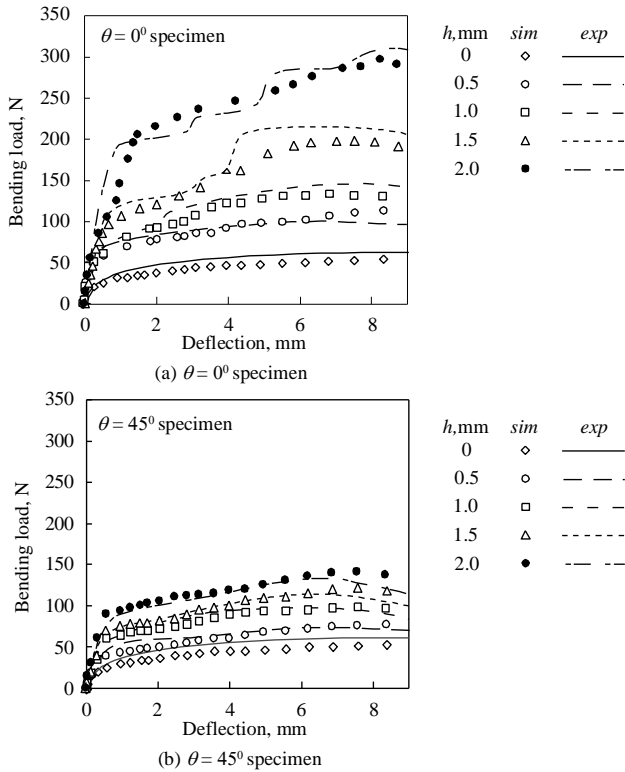 350
300
250
200
150
100
50
0
Bending load, N
θ = 0⁰ specimen
0 2 4 6 8
Deflection, mm
(a) θ = 0⁰ specimen
h,mm sim exp
0
0.5
1.0
1.5
2.0
350
300
250
200
150
100
50
0
Bending load, N
θ = 45⁰ specimen
0 2 4 6 8
Deflection, mm
(b) θ = 45⁰ specimen
h,mm sim exp
0
0.5
1.0
1.5
2.0